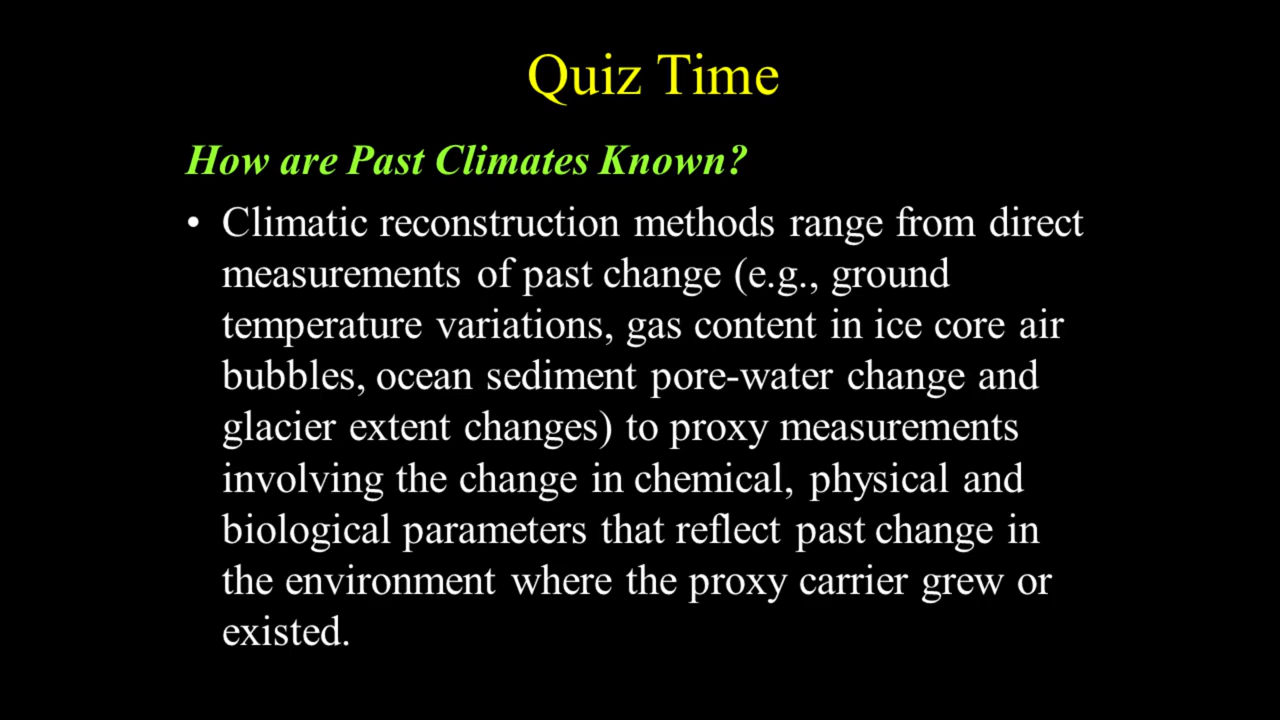 Quiz Time
How are Past Climates Known?
• Climatic reconstruction methods range from direct
measurements of past change (e.g., ground
temperature variations, gas content in ice core air
bubbles, ocean sediment pore-water change and
glacier extent changes) to proxy measurements
involving the change in chemical, physical and
biological parameters that reflect past change in
the environment where the proxy carrier grew or
existed.